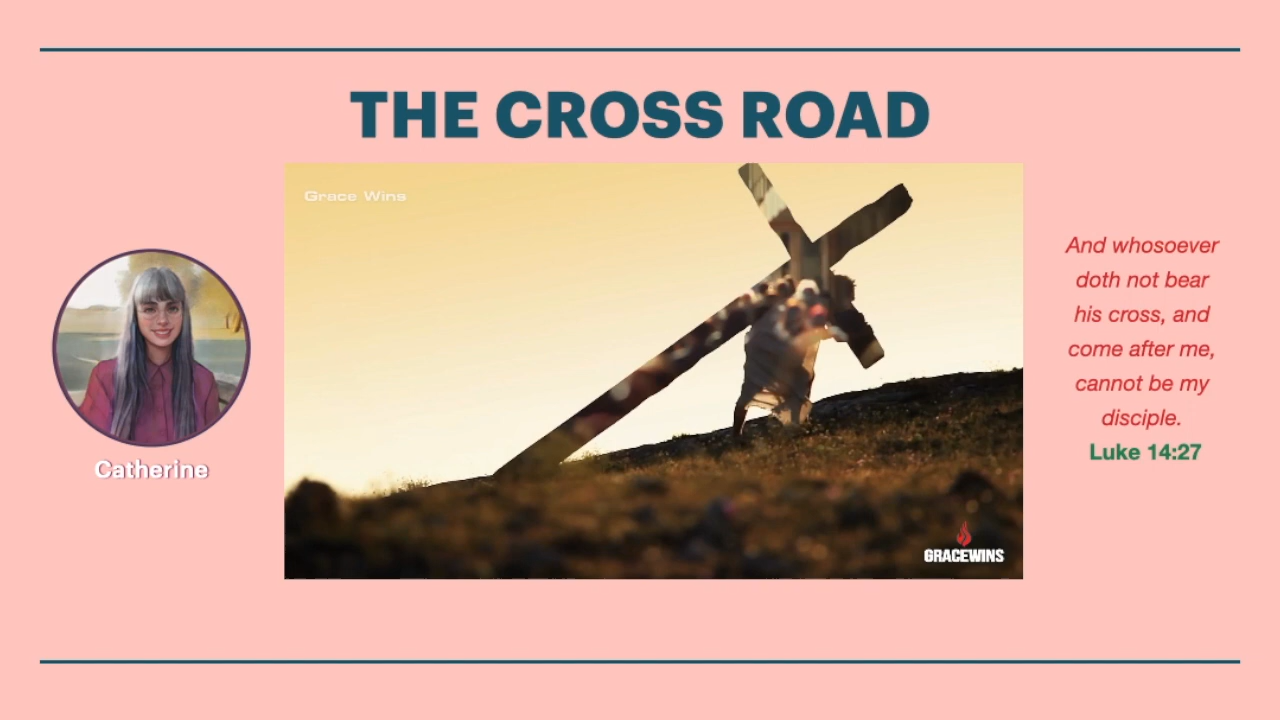 THE CROSS ROAD
Grace Wins
And whosoever
doth not bear
his cross, and
come after me,
cannot be my
disciple.
Luke 14:27
Catherine
GRACEWINS